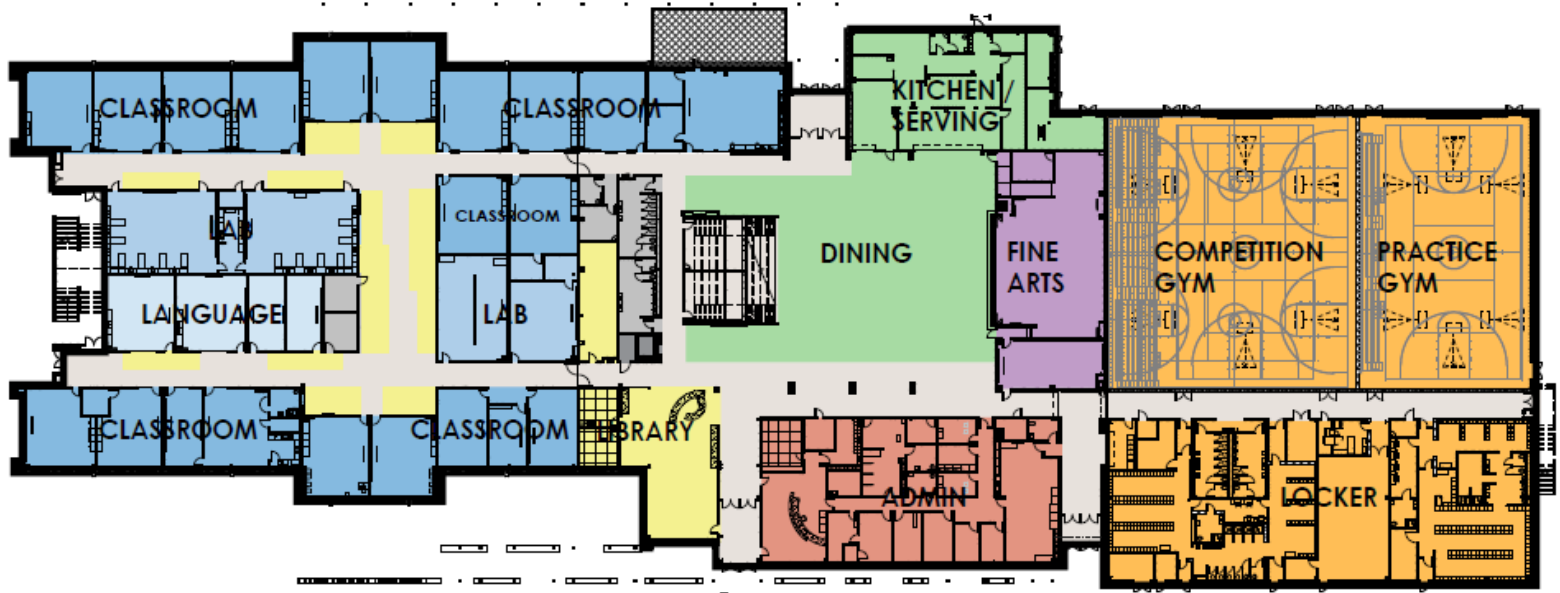 CLASSROOM
CLASSROOM
KITCHEN /
SERVING
LAB
CLASSROOM
DINING
FINE
ARTS
COMPETITION
GYM
PRACTICE
GYM
LANGUAGE
LAB
CLASSROOM
CLASSROOM
LIBRARY
ADMIN
LOCKER